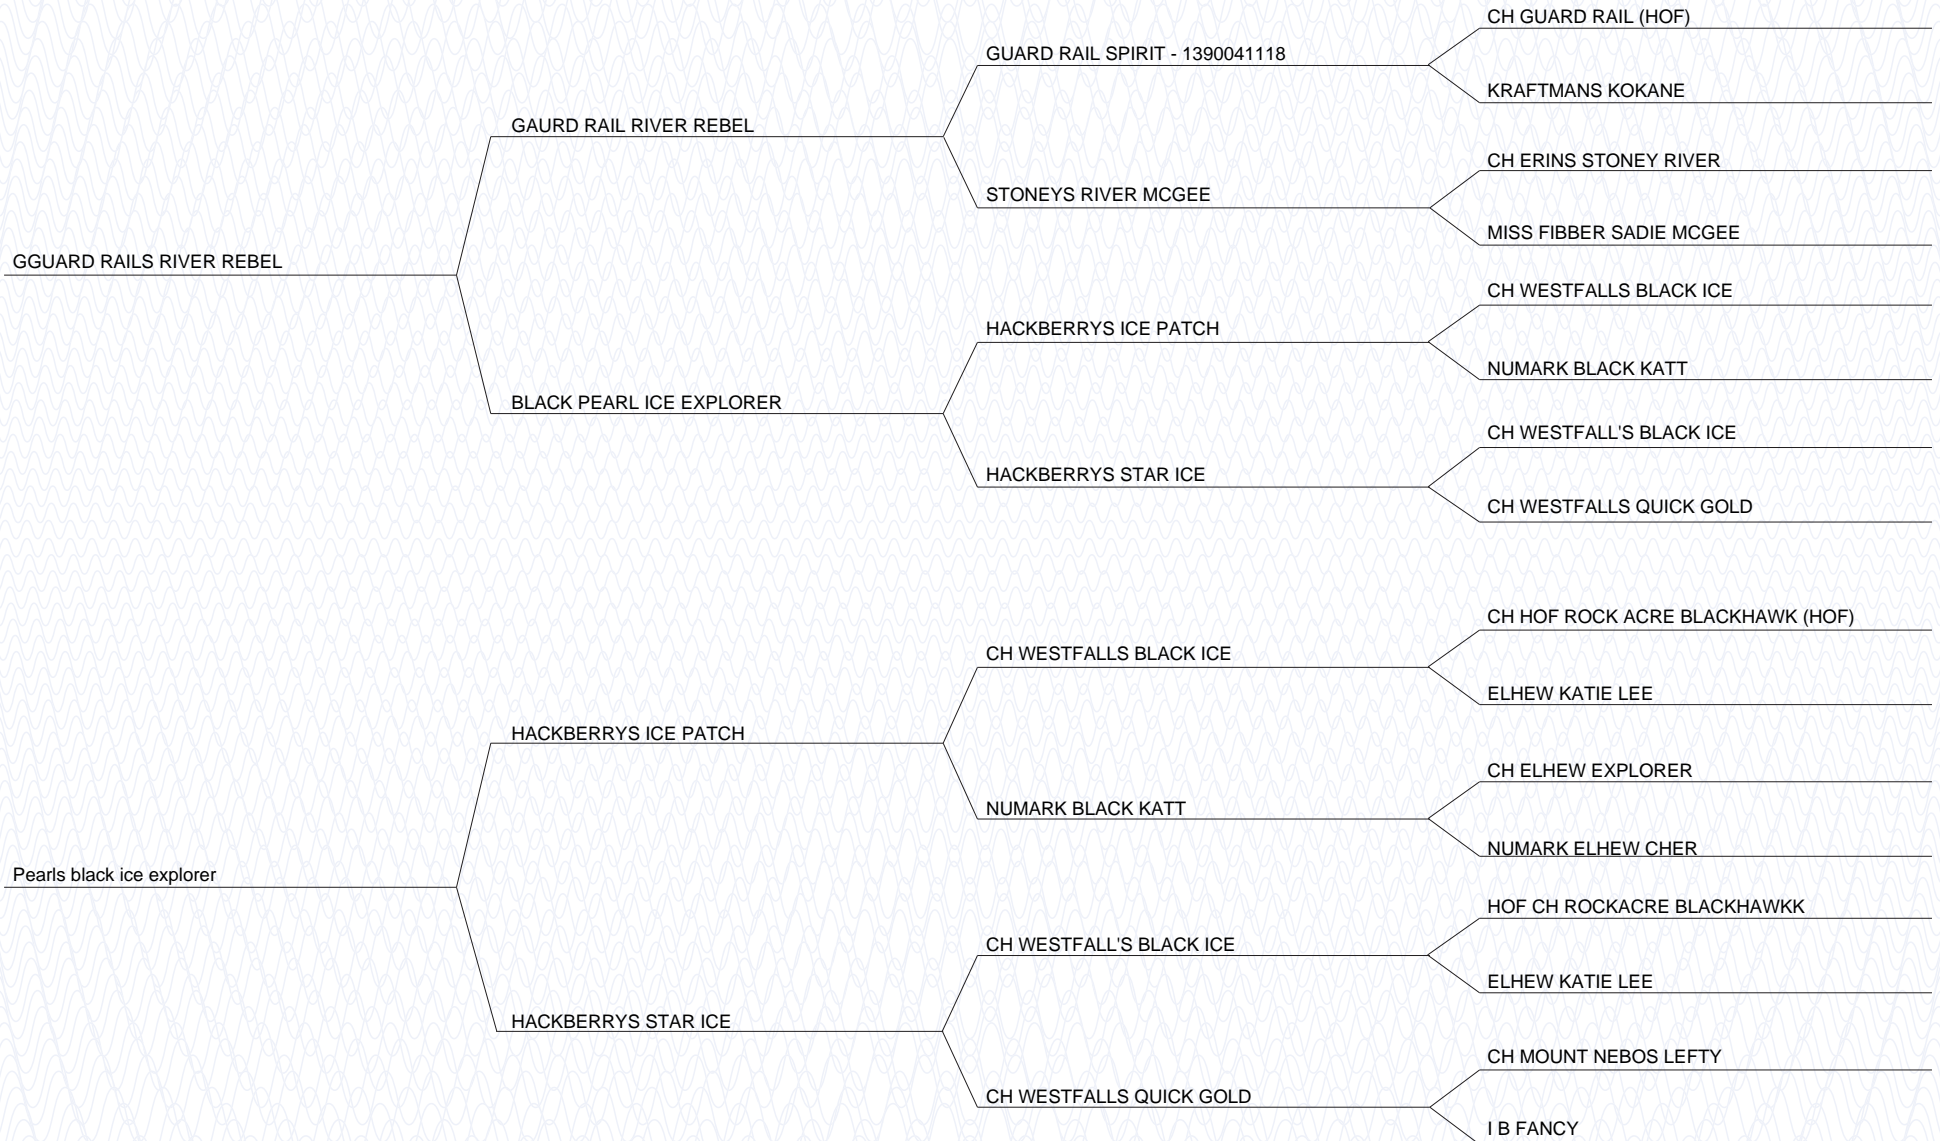 CH GUARD RAIL (HOF)
GUARD RAIL SPIRIT - 1390041118
KRAFTMANS KOKANE
GAURD RAIL RIVER REBEL
CH ERINS STONEY RIVER
STONEYS RIVER MCGEE
MISS FIBBER SADIE MCGEE
GGUARD RAILS RIVER REBEL
CH WESTFALLS BLACK ICE
HACKBERRYS ICE PATCH
NUMARK BLACK KATT
BLACK PEARL ICE EXPLORER
CH WESTFALL'S BLACK ICE
HACKBERRYS STAR ICE
CH WESTFALLS QUICK GOLD
CH HOF ROCK ACRE BLACKHAWK (HOF)
CH WESTFALLS BLACK ICE
ELHEW KATIE LEE
HACKBERRYS ICE PATCH
CH ELHEW EXPLORER
NUMARK BLACK KATT
NUMARK ELHEW CHER
Pearls black ice explorer
HOF CH ROCKACRE BLACKHAWKK
CH WESTFALL'S BLACK ICE
ELHEW KATIE LEE
HACKBERRYS STAR ICE
CH MOUNT NEBOS LEFTY
CH WESTFALLS QUICK GOLD
I B FANCY